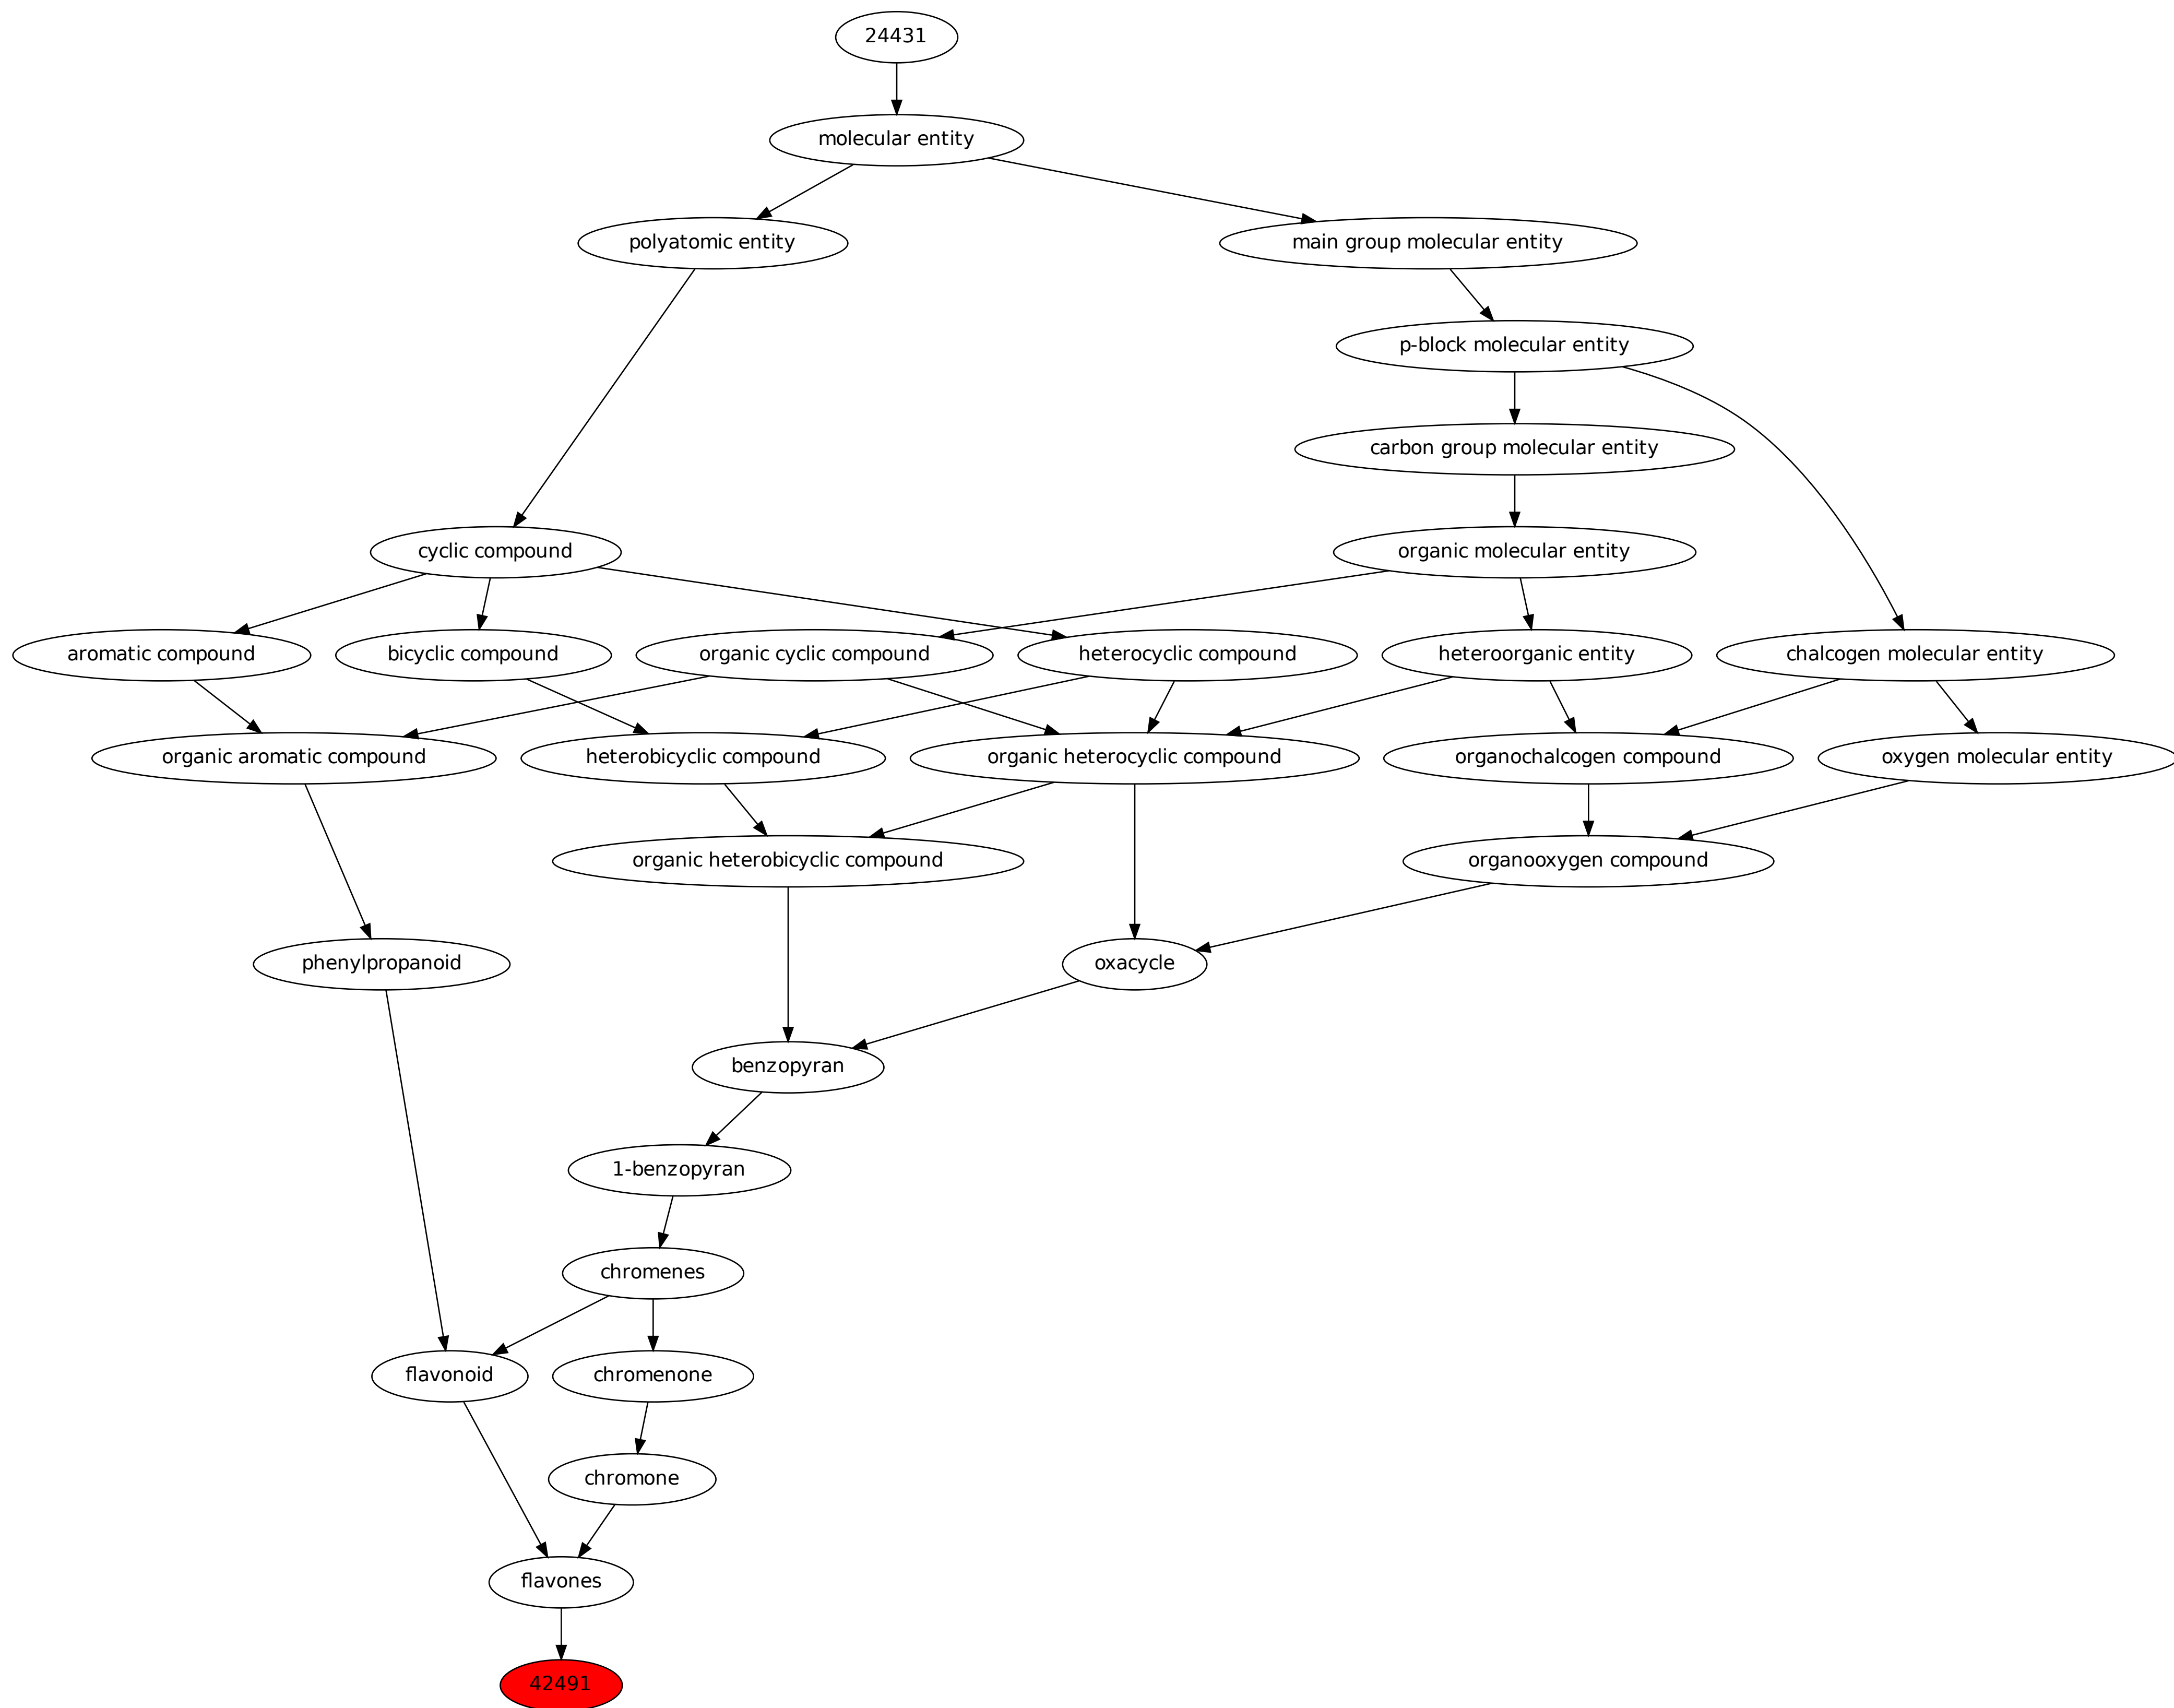 24431
molecular entity
polyatomic entity
main group molecular entity
p-block molecular entity
carbon group molecular entity
cyclic compound
organic molecular entity
aromatic compound
bicyclic compound
organic cyclic compound
heterocyclic compound
heteroorganic entity
chalcogen molecular entity
organic aromatic compound
heterobicyclic compound
organic heterocyclic compound
organochalcogen compound
oxygen molecular entity
organic heterobicyclic compound
organooxygen compound
phenylpropanoid
oxacycle
benzopyran
1-benzopyran
chromenes
flavonoid
chromenone
chromone
flavones
42491